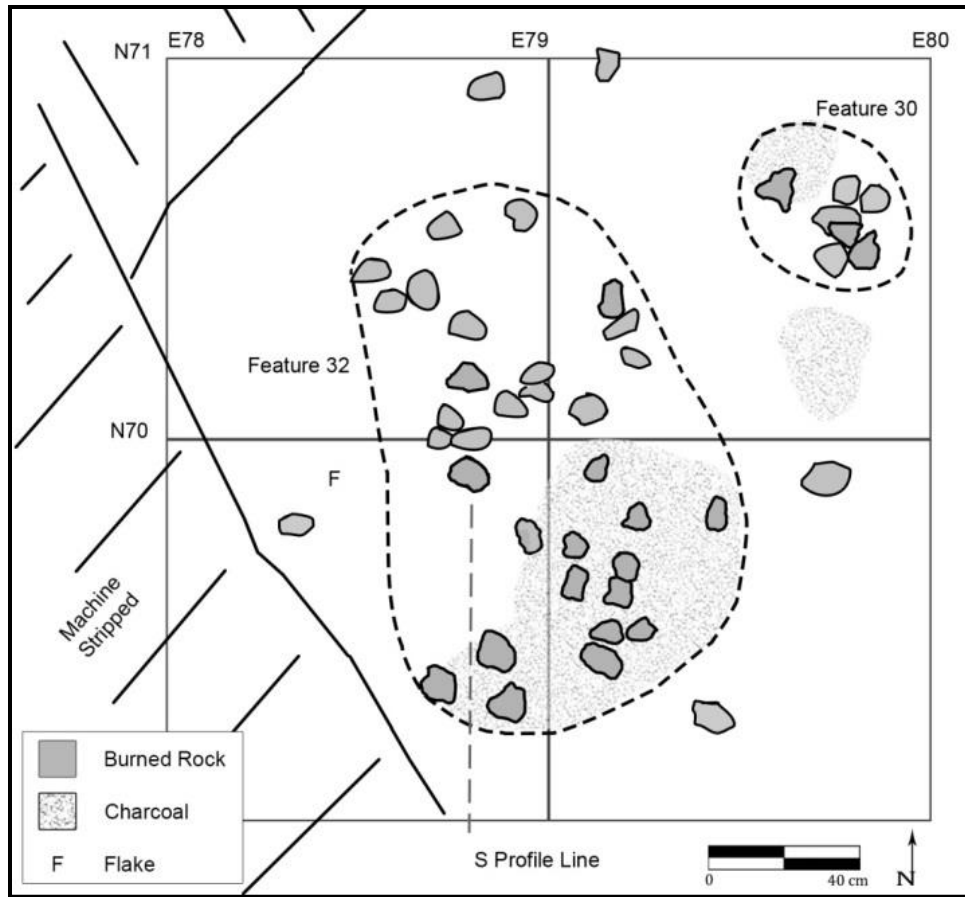 E78 E79 E80
N71
Feature 30
Feature 32
N70
F
Machine
Stripped
Burned Rock
Charcoal
F Flake
S Profile Line
0 40 cm
N